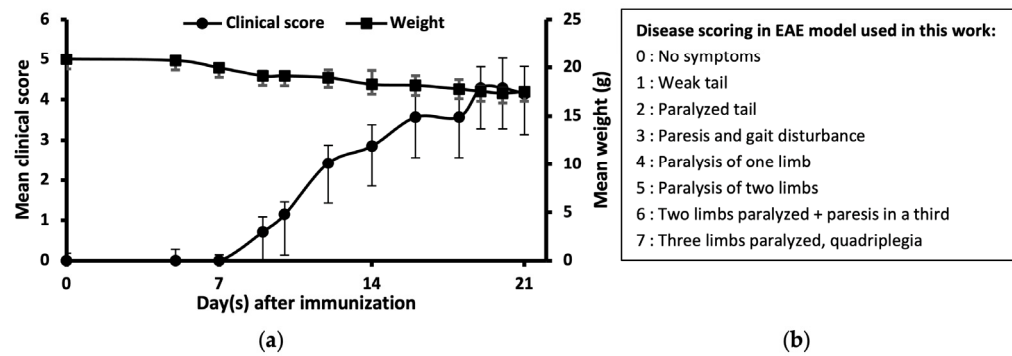 Clinical score Weight
6
5
4
3
2
1
0
Mean clinical score
25
20
15
10
5
0
Mean weight (g)
0 7 14 21
Day(s) after immunization
(a)
Disease scoring in EAE model used in this work:
0 : No symptoms
1 : Weak tail
2 : Paralyzed tail
3 : Paresis and gait disturbance
4 : Paralysis of one limb
5 : Paralysis of two limbs
6 : Two limbs paralyzed + paresis in a third
7 : Three limbs paralyzed, quadriplegia
(b)